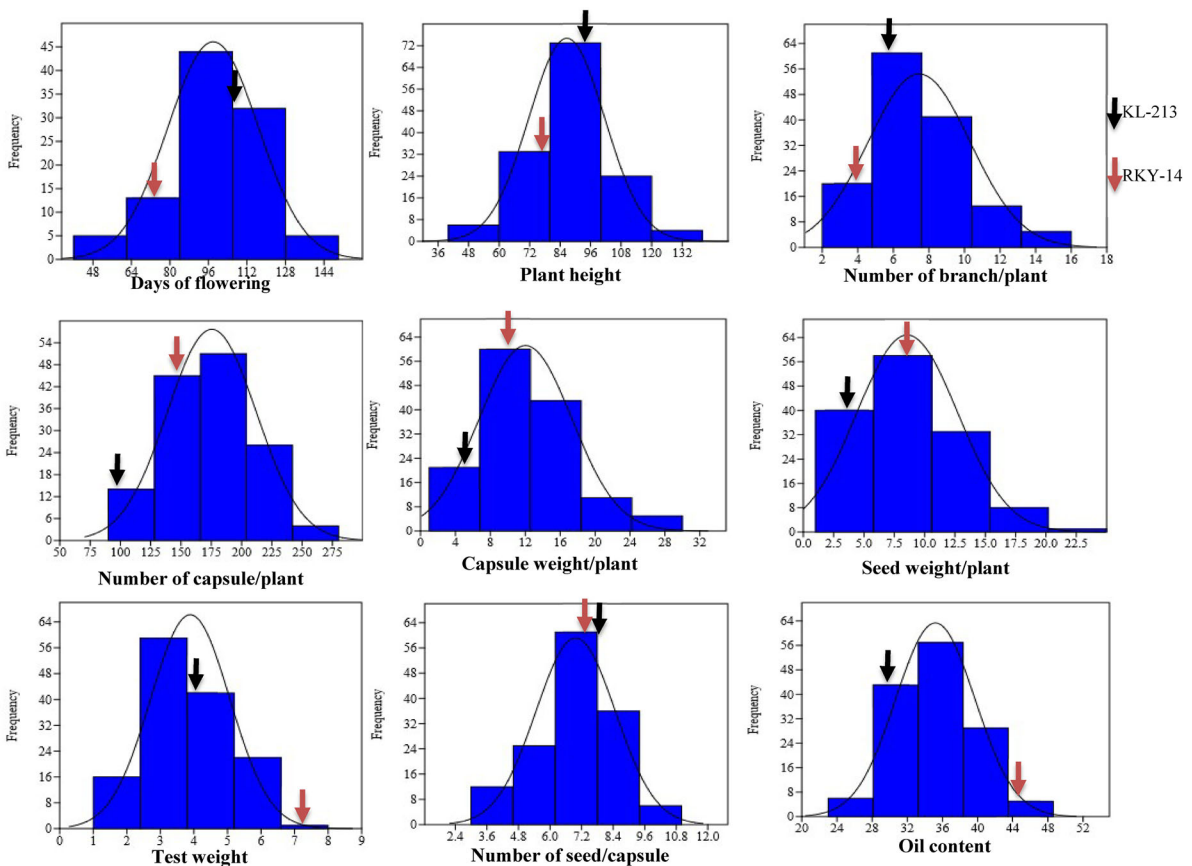 Frequency
45
40
35
30
25
20
15
10
5
0
48 64 80 96 112 128 144
Days of flowering
Frequency
72
64
56
48
40
32
24
16
8
0
36 48 60 72 84 96 108 120 132
Plant height
Frequency
64
56
48
40
32
24
16
8
0
2 4 6 8 10 12 14 16 18
Number of branch/plant
KL-213
RKY-14
Frequency
54
48
42
36
30
24
18
12
6
0
50 75 100 125 150 175 200 225 250 275
Number of capsule/plant
Frequency
64
56
48
40
32
24
16
8
0
0 4 8 12 16 20 24 28 32
Capsule weight/plant
Frequency
64
56
48
40
32
24
16
8
0
0.0 2.5 5.0 7.5 10.0 12.5 15.0 17.5 20.0 22.5
Seed weight/plant
Frequency
64
56
48
40
32
24
16
8
0
0 1 2 3 4 5 6 7 8 9
Test weight
Frequency
64
56
48
40
32
24
16
8
0
2.4 3.6 4.8 6.0 7.2 8.4 9.6 10.8 12.0
Number of seed/capsule
Frequency
64
56
48
40
32
24
16
8
0
20 24 28 32 36 40 44 48 52
Oil content